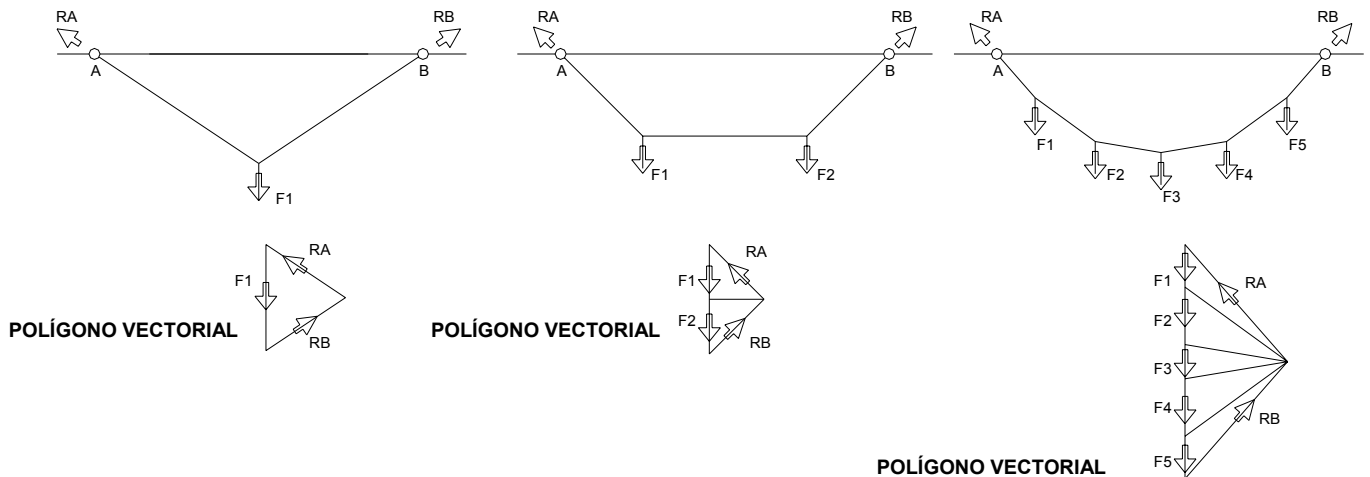 RA
RB
A
B
F1
RA
RB
A
B
F1
F2
RA
RB
A
B
F1
F2
F3
F4
F5
RA
F1
RB
POLÍGONO VECTORIAL
RA
F1
F2
RB
POLÍGONO VECTORIAL
F1
RA
F2
F3
F4
RB
F5
POLÍGONO VECTORIAL